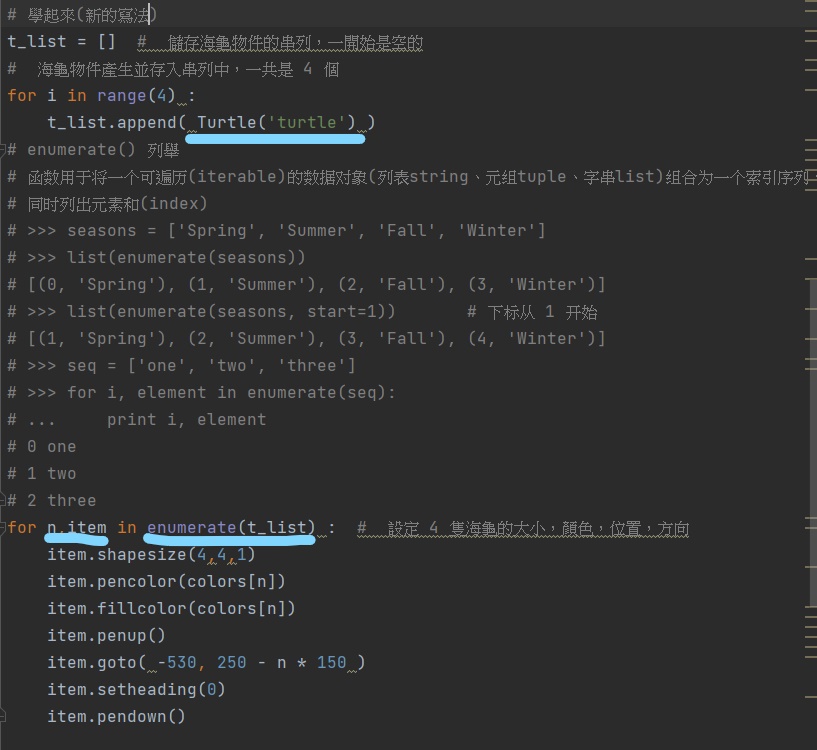 # 學起來(新的寫法)
t_list = []  #  儲存海龜物件的串列，一開始是空的
#  海龜物件產生並存入串列中，一共是 4 個
for i in range(4) :
    t_list.append( Turtle('turtle') )
# enumerate() 列舉
# 函数用于将一个可遍历(iterable)的数据对象(列表string、元组tuple、字串list)组合为一个索引序列，
# 同时列出元素和(index)
# >>> seasons = ['Spring', 'Summer', 'Fall', 'Winter']
# >>> list(enumerate(seasons))
# [(0, 'Spring'), (1, 'Summer'), (2, 'Fall'), (3, 'Winter')]
# >>> list(enumerate(seasons, start=1))       # 下标从 1 开始
# [(1, 'Spring'), (2, 'Summer'), (3, 'Fall'), (4, 'Winter')]
# >>> seq = ['one', 'two', 'three']
# >>> for i, element in enumerate(seq):
# ...     print i, element
# 0 one
# 1 two
# 2 three
for n,item in enumerate(t_list) :  #  設定 4 隻海龜的大小，顏色，位置，方向
    item.shapesize(4,4,1)
    item.pencolor(colors[n])
    item.fillcolor(colors[n])
    item.penup()
    item.goto( -530, 250 - n * 150 )
    item.setheading(0)
    item.pendown()